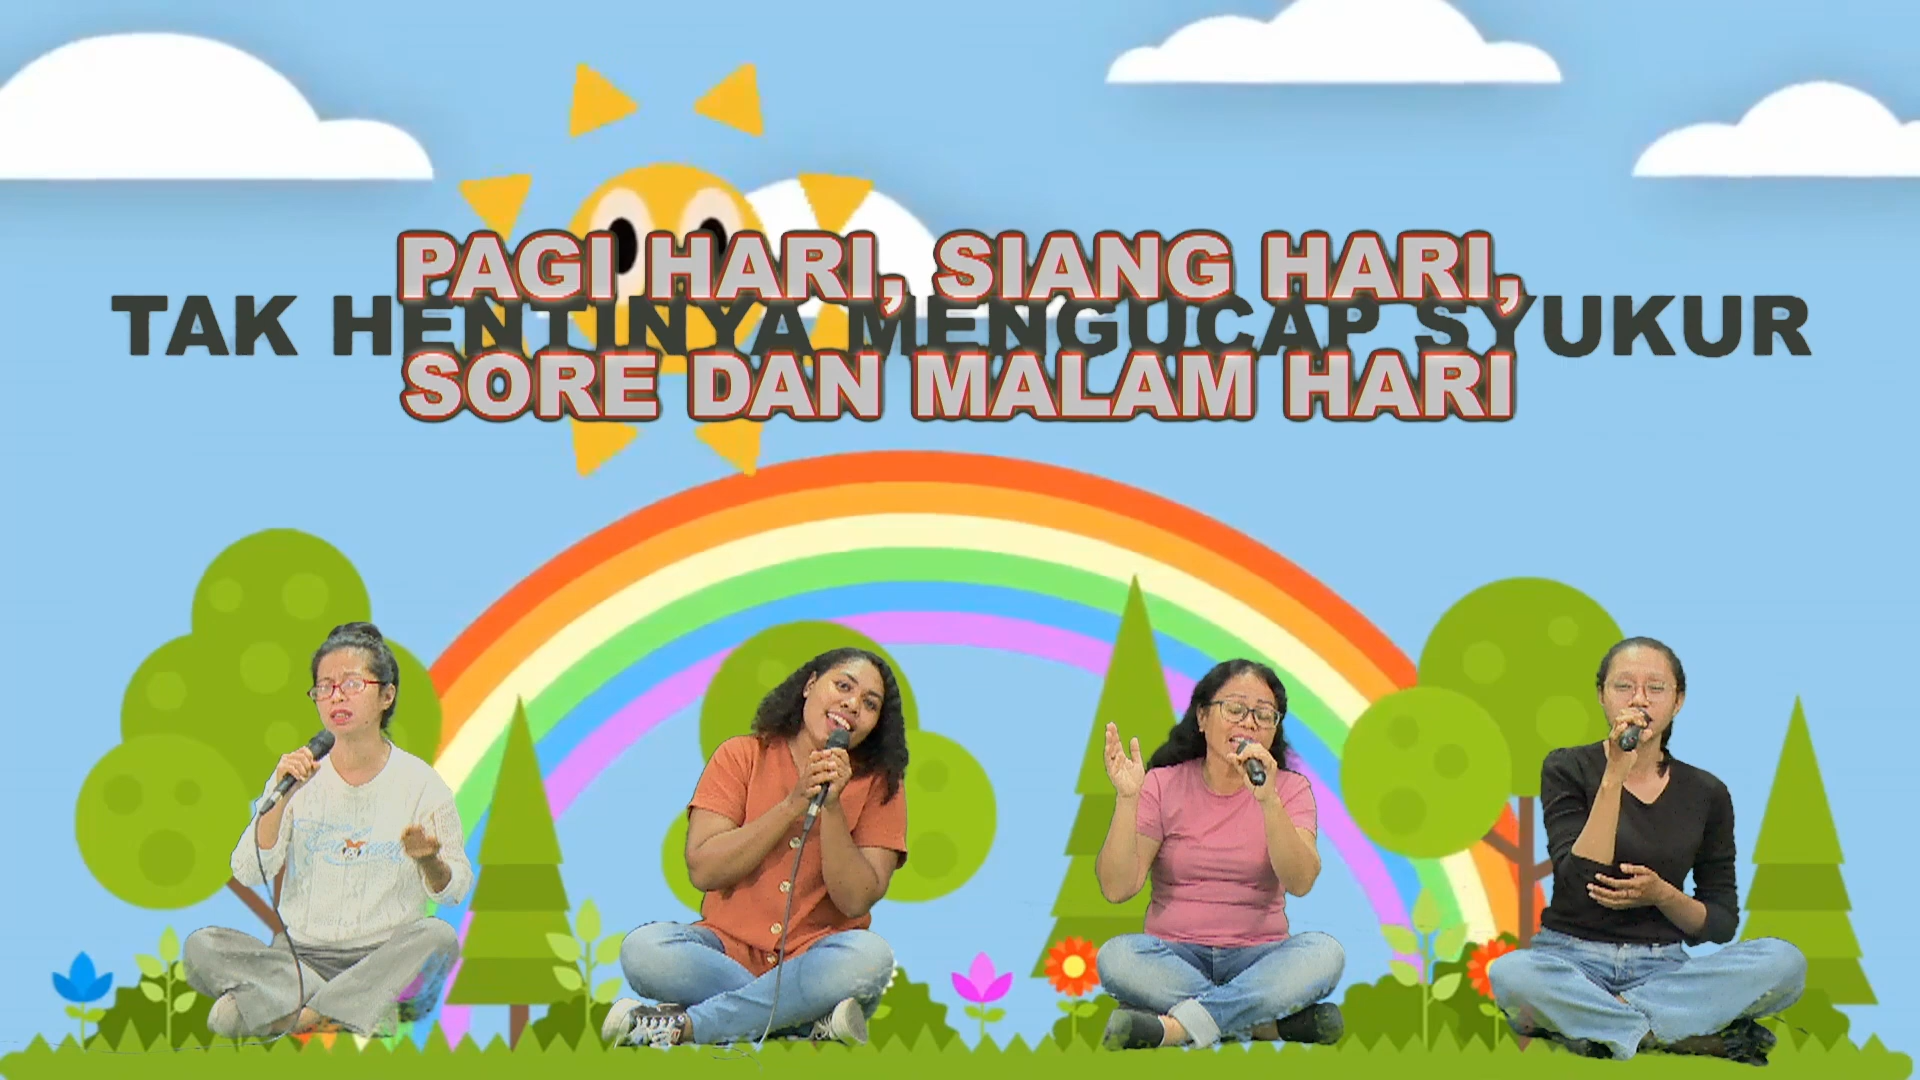 PAGI HARI, SIANG HARI,
TAK HENTINYA MENGUCAP SYUKUR
SORE DAN MALAM HARI